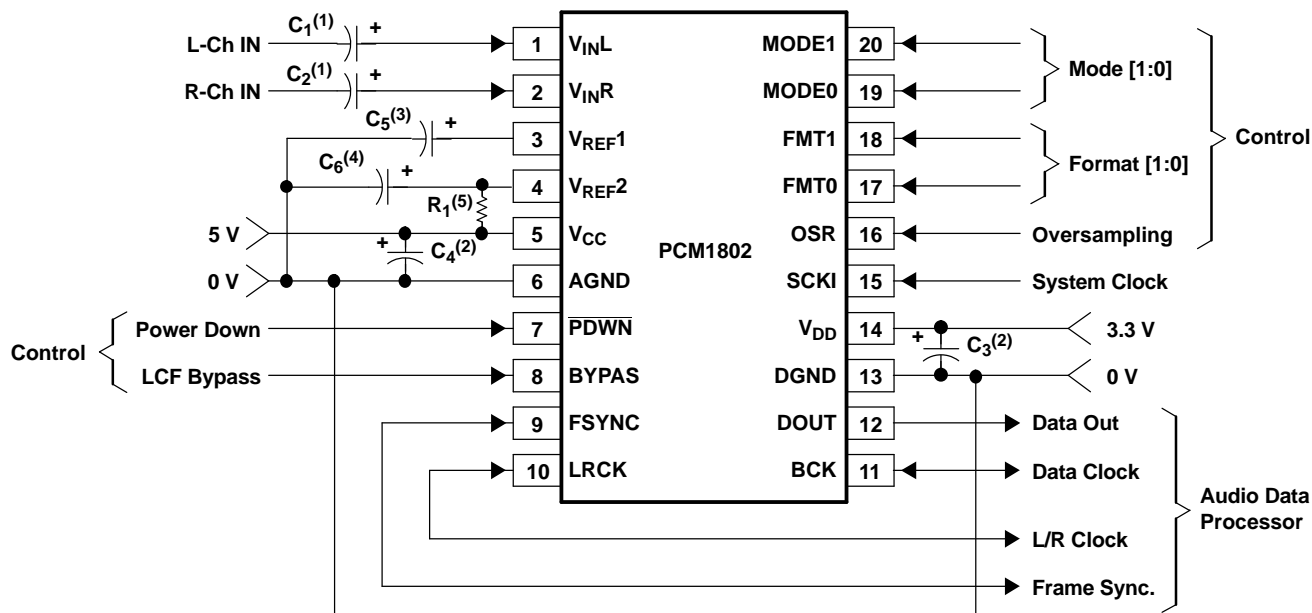 C1(1) +
L-Ch IN
1 VINL
MODE1 20
C2(1) +
R-Ch IN
2 VINR
MODE0 19
Mode [1:0]
C5(3) +
3 VREF1
FMT1 18
C6(4) +
4 VREF2
FMT0 17
Format [1:0]
Control
R1(5)
5 V
+ C4(2)
5 VCC
PCM1802
OSR 16
Oversampling
0 V
6 AGND
SCKI 15
System Clock
Control
Power Down
7 PDWN
VDD 14
+ C3(2)
3.3 V
LCF Bypass
8 BYPAS
DGND 13
0 V
9 FSYNC
DOUT 12
Data Out
10 LRCK
BCK 11
Data Clock
Audio Data
Processor
L/R Clock
Frame Sync.